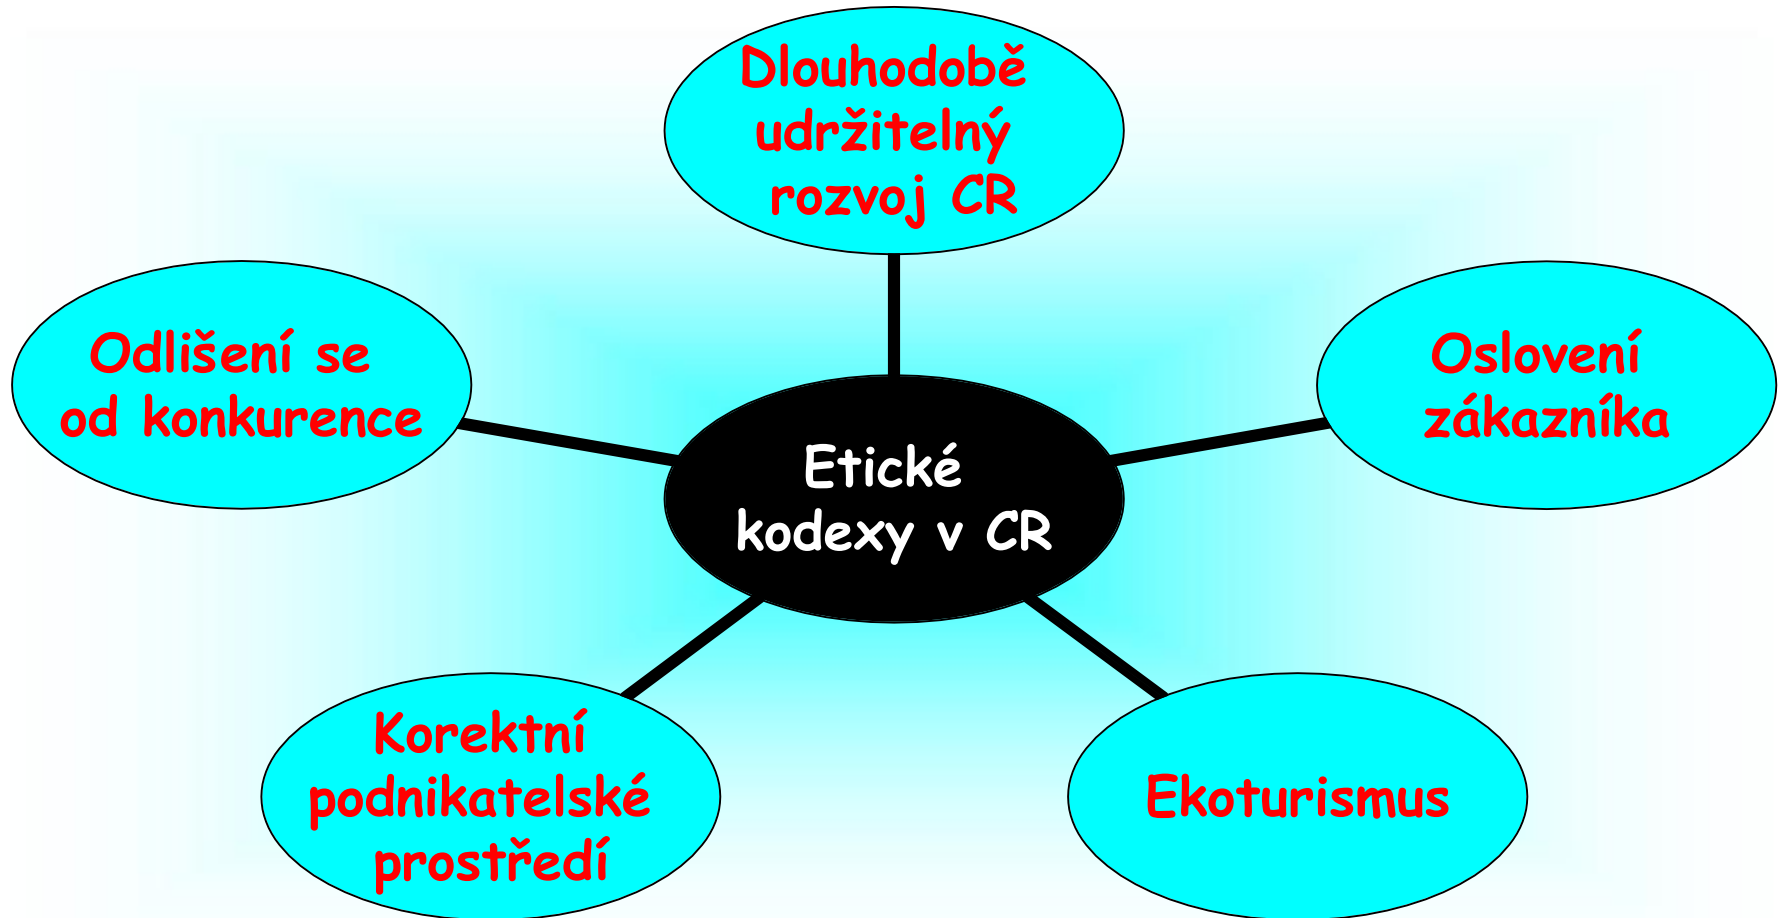 Dlouhodobě
udržitelný
rozvoj CR
Odlišení se
od konkurence
Oslovení
zákazníka
Etické
kodexy v CR
Korektní
podnikatelské
prostředí
Ekoturismus